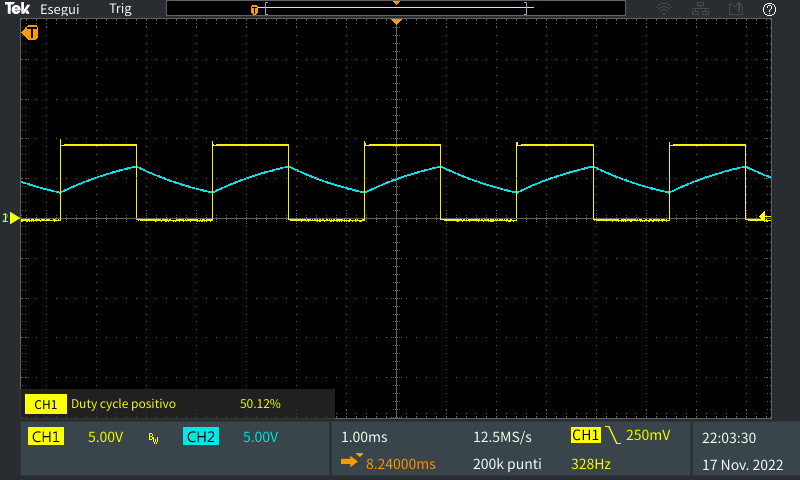 Tek Esegui Trig
T
T
1
CH1 Duty cycle positivo 50.12%
CH1 5.00V BW CH2 5.00V
1.00ms 12.5MS/s CH1 250mV
8.24000ms 200k punti 328Hz
22:03:30
17 Nov. 2022